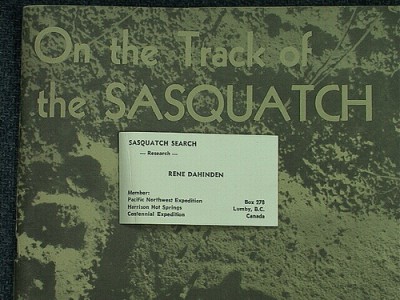 On the Track of
the SASQUATCH
SASQUATCH SEARCH
— Research —
RENE DAHINDEN
Member:
Pacific Northwest Expedition Box 278
Harrison Hot Springs Lumby, B.C.
Centennial Expedition Canada